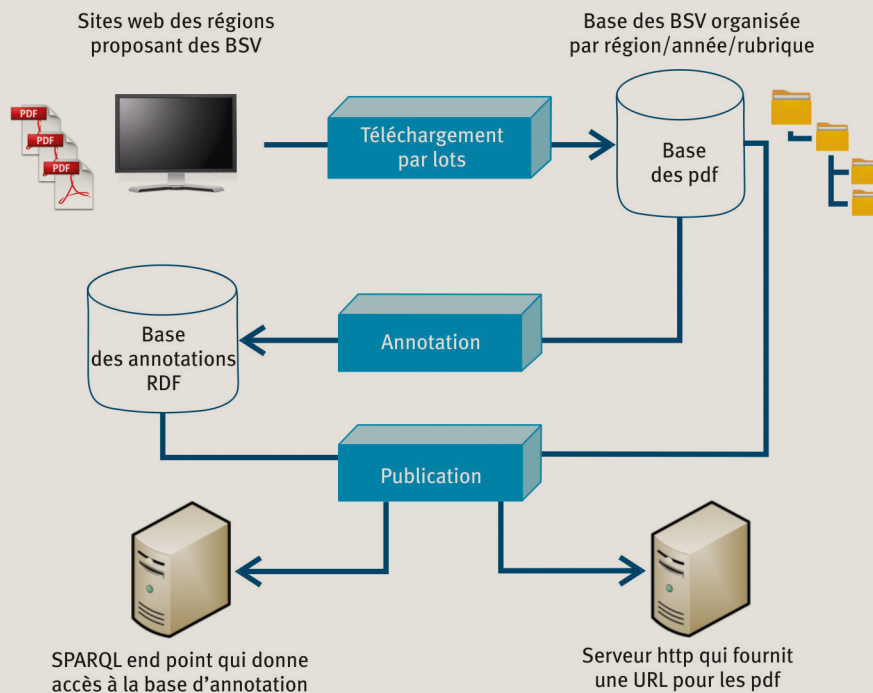 Sites web des régions
proposant des BSV
Base des BSV organisée
par région/année/rubrique
PDF
PDF
PDF
Téléchargement
par lots
Base
des pdf
Base
des annotations
RDF
Annotation
Publication
SPARQL end point qui donne
accès à la base d’annotation
Serveur http qui fournit
une URL pour les pdf